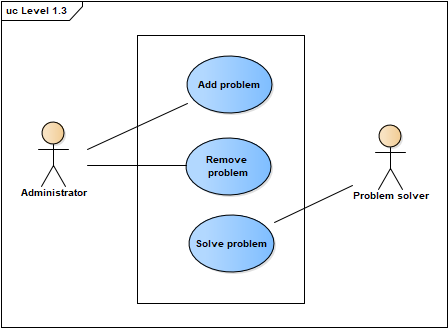 uc Level 1.3
Add problem
Remove
problem
Administrator
Problem solver
Solve problem